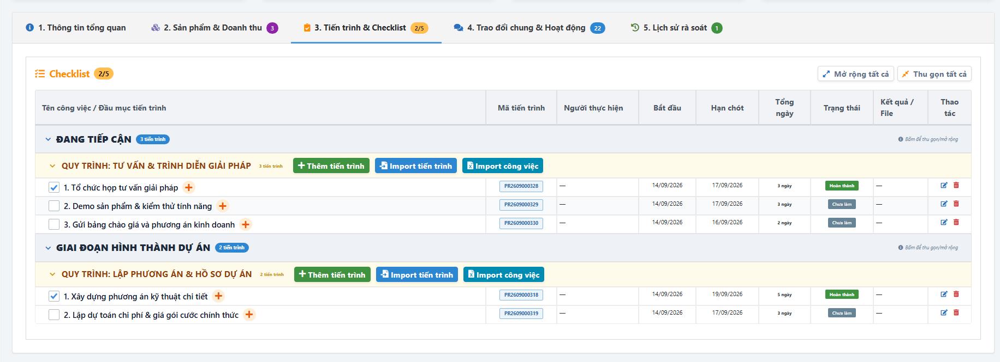 1. Thông tin tổng quan
2. Sản phẩm & Doanh thu 3
3. Tiến trình & Checklist 2/5
4. Trao đổi chung & Hoạt động 22
5. Lịch sử rà soát 1
Checklist 2/5
Mở rộng tất cả
Thu gọn tất cả
Tên công việc / Đầu mục tiến trình
Mã tiến trình
Người thực hiện
Bắt đầu
Hạn chót
Tổng
ngày
Trạng thái
Kết quả /
File
Thao
tác
ĐANG TIẾP CẬN 3 tiến trình
Bấm để thu gọn/mở rộng
QUY TRÌNH: TƯ VẤN & TRÌNH DIỄN GIẢI PHÁP 3 tiến trình Thêm tiến trình Import tiến trình Import công việc
1. Tổ chức họp tư vấn giải pháp PR2609000328 — 14/09/2026 17/09/2026 3 ngày Hoàn thành —
2. Demo sản phẩm & kiểm thử tính năng PR2609000329 — 14/09/2026 17/09/2026 3 ngày Chưa làm —
3. Gửi bảng chào giá và phương án kinh doanh PR2609000330 — 14/09/2026 16/09/2026 2 ngày Chưa làm —
GIAI ĐOẠN HÌNH THÀNH DỰ ÁN 2 tiến trình
Bấm để thu gọn/mở rộng
QUY TRÌNH: LẬP PHƯƠNG ÁN & HỒ SƠ DỰ ÁN 2 tiến trình Thêm tiến trình Import tiến trình Import công việc
1. Xây dựng phương án kỹ thuật chi tiết PR2609000318 — 14/09/2026 19/09/2026 5 ngày Hoàn thành —
2. Lập dự toán chi phí & giá gói cước chính thức PR2609000319 — 14/09/2026 17/09/2026 3 ngày Chưa làm —